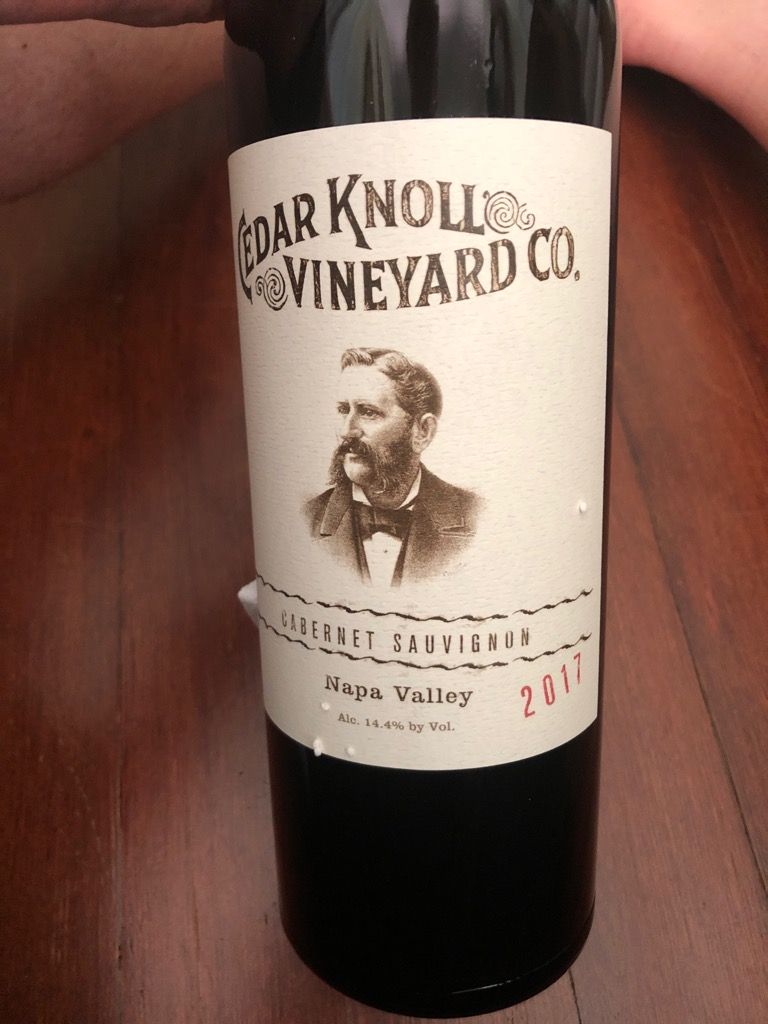 CEDAR KNOLL
VINEYARD CO.
CABERNET SAUVIGNON
Napa Valley
2017
Alc. 14.4% by Vol.